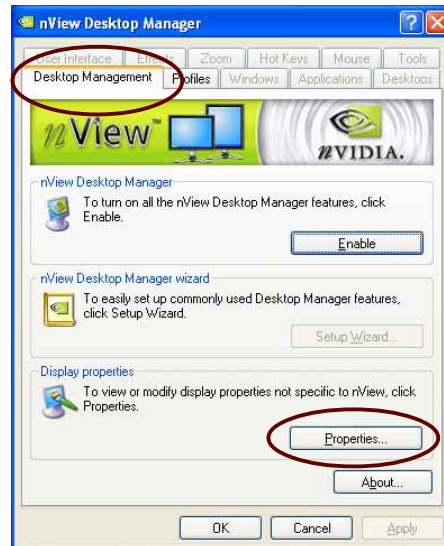 nView Desktop Manager
User Interface Effects Zoom Hot Keys Mouse Tools
Desktop Management Profiles Windows Applications Desktops
nView™ NVIDIA.
nView Desktop Manager
To turn on all the nView Desktop Manager features, click
Enable.
Enable
nView Desktop Manager wizard
To easily set up commonly used Desktop Manager features,
click Setup Wizard.
Setup Wizard...
Display properties
To view or modify display properties not specific to nView, click
Properties.
Properties...
About...
OK Cancel Apply